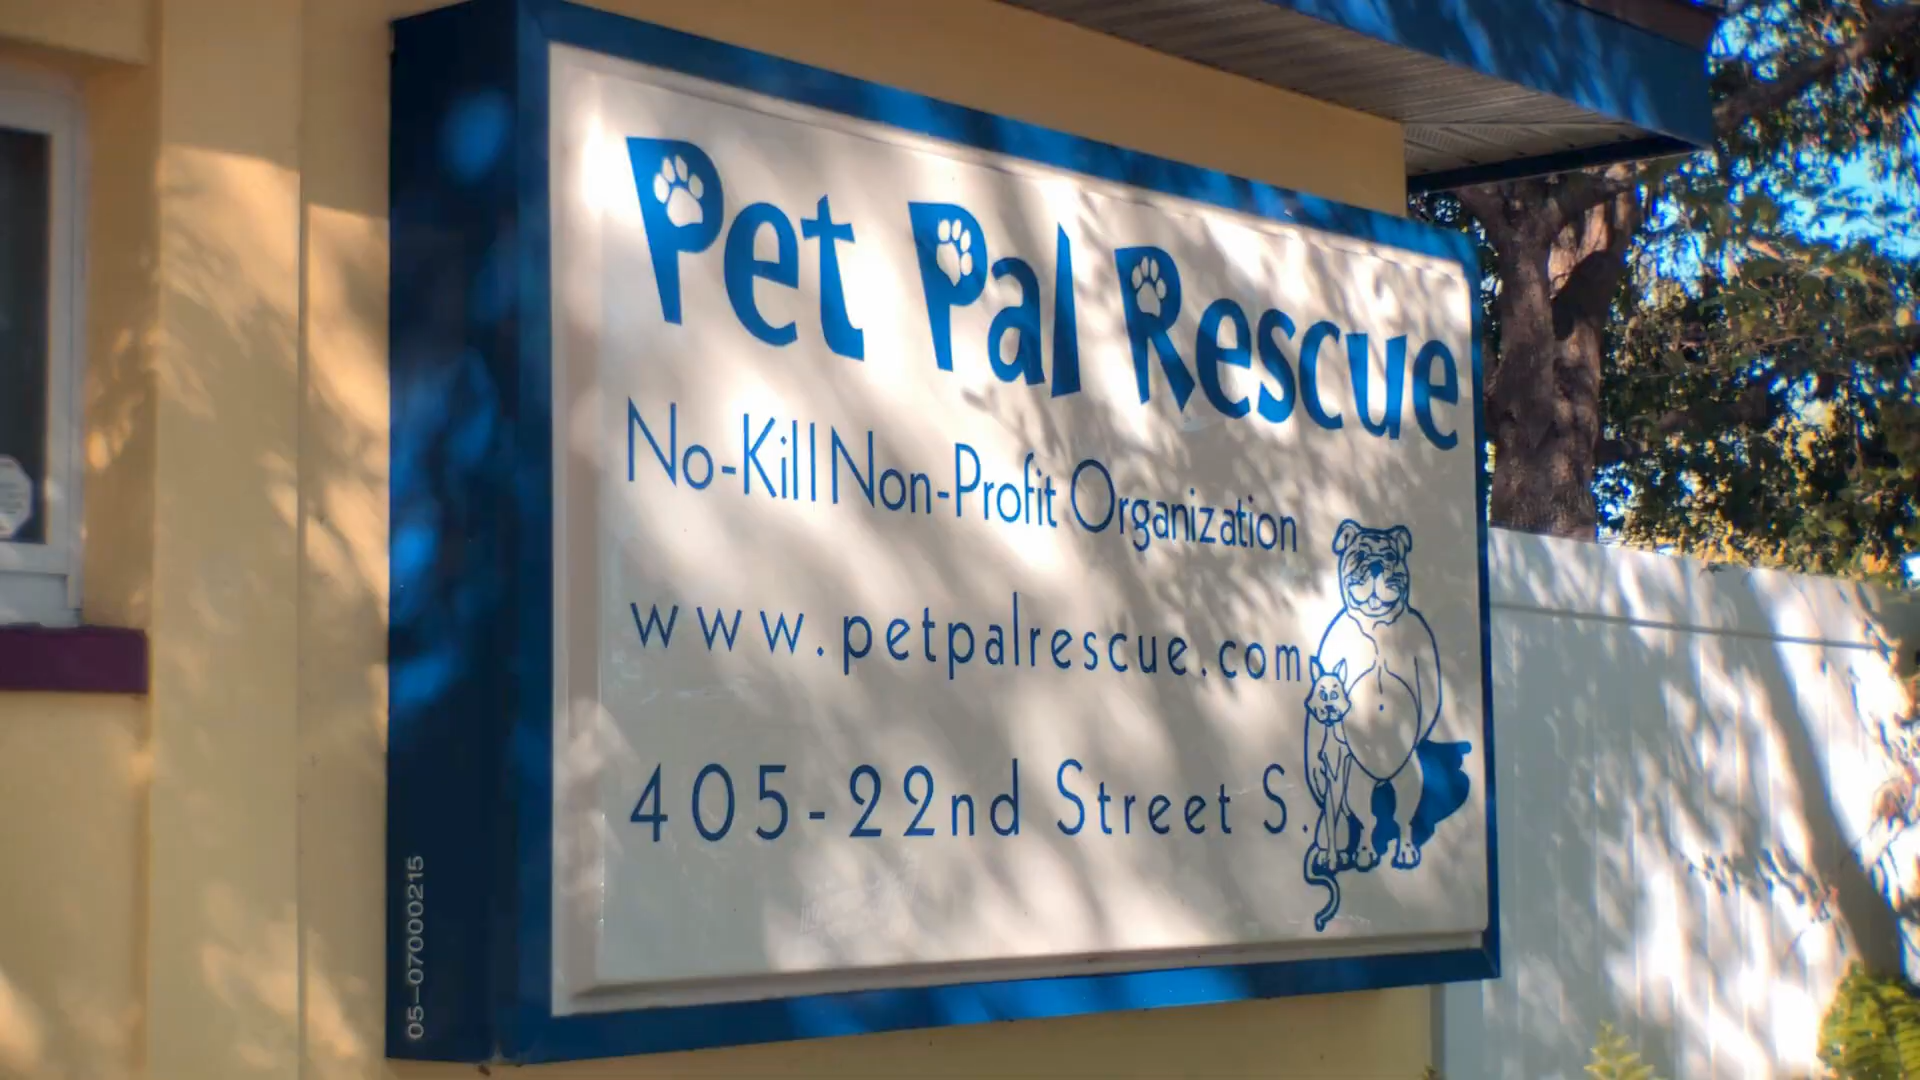 Pet Pal Rescue
No-Kill Non-Profit Organization
www.petpalrescue.com
405-22nd Street S.
05-07000215